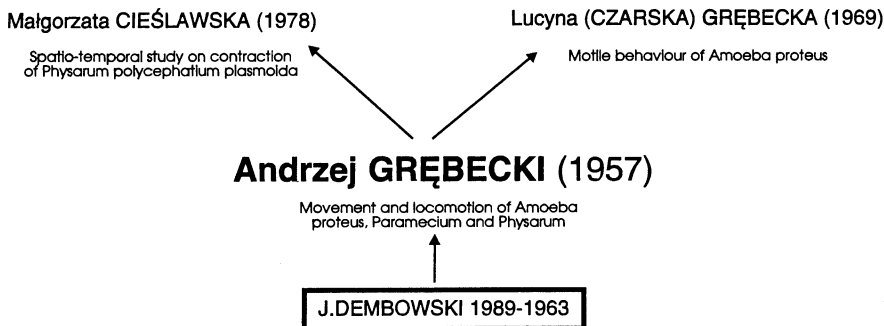 Małgorzata CIEŚLAWSKA (1978)
Spatio-temporal study on contraction
of Physarum polycephatium plasmoida
Lucyna (CZARSKA) GRĘBECKA (1969)
Motile behaviour of Amoeba proteus
Andrzej GRĘBECKI (1957)
Movement and locomotion of Amoeba
proteus, Paramecium and Physarum
J.DEMBOWSKI 1989-1963